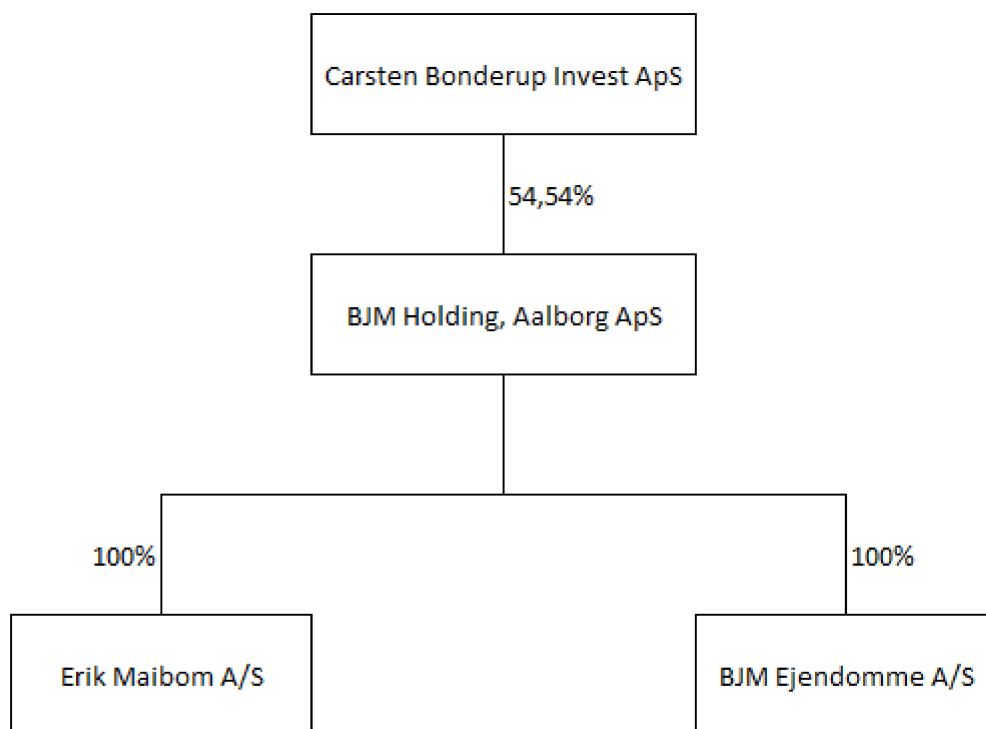 Carsten Bonderup Invest ApS
54,54%
BJM Holding, Aalborg ApS
100%
100%
Erik Maibom A/S
BJM Ejendomme A/S